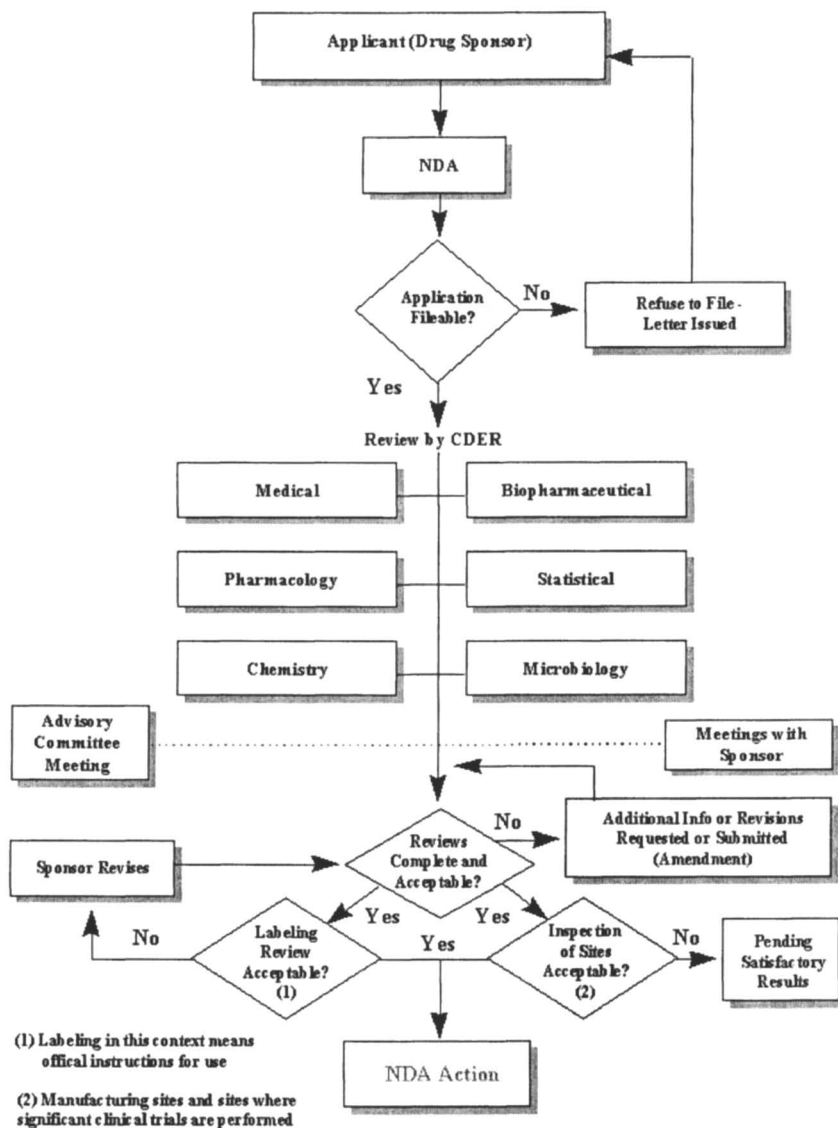 Applicant (Drug Sponsor)
NDA
Application
Fileable?
No
Refuse to File -
Letter Issued
Yes
Review by CDER
Medical
Biopharmaceutical
Pharmacology
Statistical
Chemistry
Microbiology
Advisory
Committee
Meeting
Meetings with
Sponsor
Reviews
Complete and
Acceptable?
No
Additional Info or Revisions
Requested or Submitted
(Amendment)
Sponsor Revises
Yes
Yes
No
Labeling
Review
Acceptable?
(1)
Yes
Inspection
of Sites
Acceptable?
(2)
No
Pending
Satisfactory
Results
NDA Action
(1) Labeling in this context means
offical instructions for use
(2) Manufacturing sites and sites where
significant clinical trials are performed